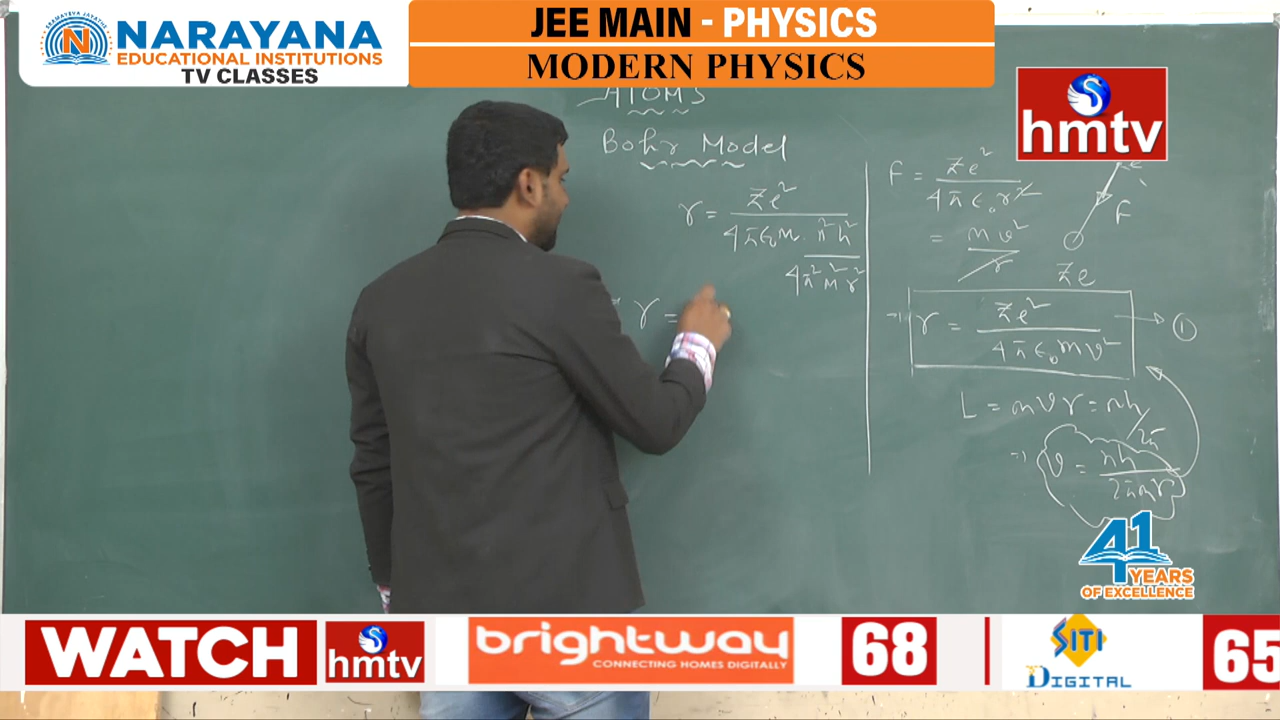 SRAMAYEVA JAYATHE
N
NARAYANA
EDUCATIONAL INSTITUTIONS
TV CLASSES
JEE MAIN - PHYSICS
MODERN PHYSICS
hmtv
ATOMS
Bohr Model
r = Ze² / 4πε₀m · n²h² / 4π²m²r²
r =
F = Ze² / 4πε₀r²
= mv² / r
F
Ze
⇒ r = Ze² / 4πε₀mv² → ①
L = mvr = nh/2π
⇒ v = nh / 2πmr
41
YEARS
OF EXCELLENCE
WATCH
hmtv
brightway
CONNECTING HOMES DIGITALLY
68
SITI
DIGITAL
65